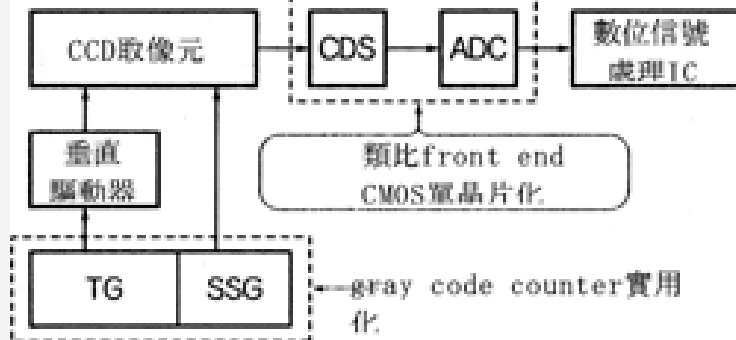 CCD取像元
CDS
ADC
數位信號
處理IC
垂直
驅動器
類比front end
CMOS單晶片化
TG
SSG
gray code counter實用
化